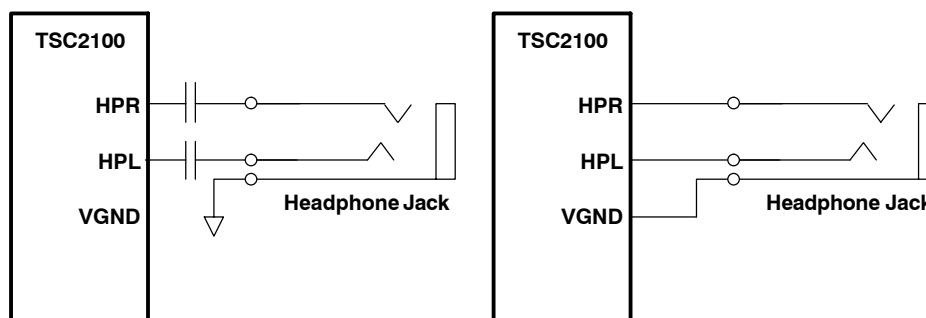 TSC2100
HPR
HPL
VGND
Headphone Jack
TSC2100
HPR
HPL
VGND
Headphone Jack